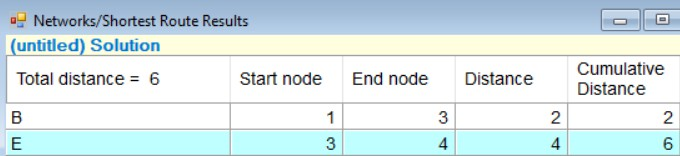 Networks/Shortest Route Results
(untitled) Solution
Total distance = 6 Start node End node Distance Cumulative Distance
B 1 3 2 2
E 3 4 4 6